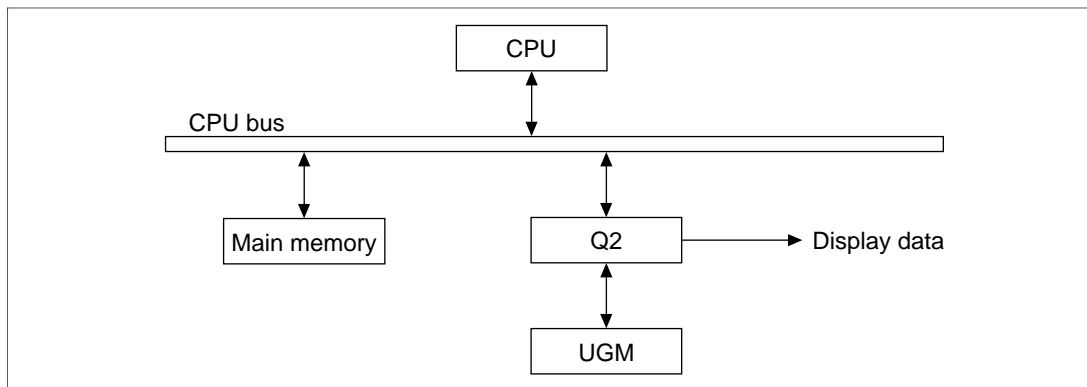 CPU
CPU bus
Main memory
Q2
Display data
UGM